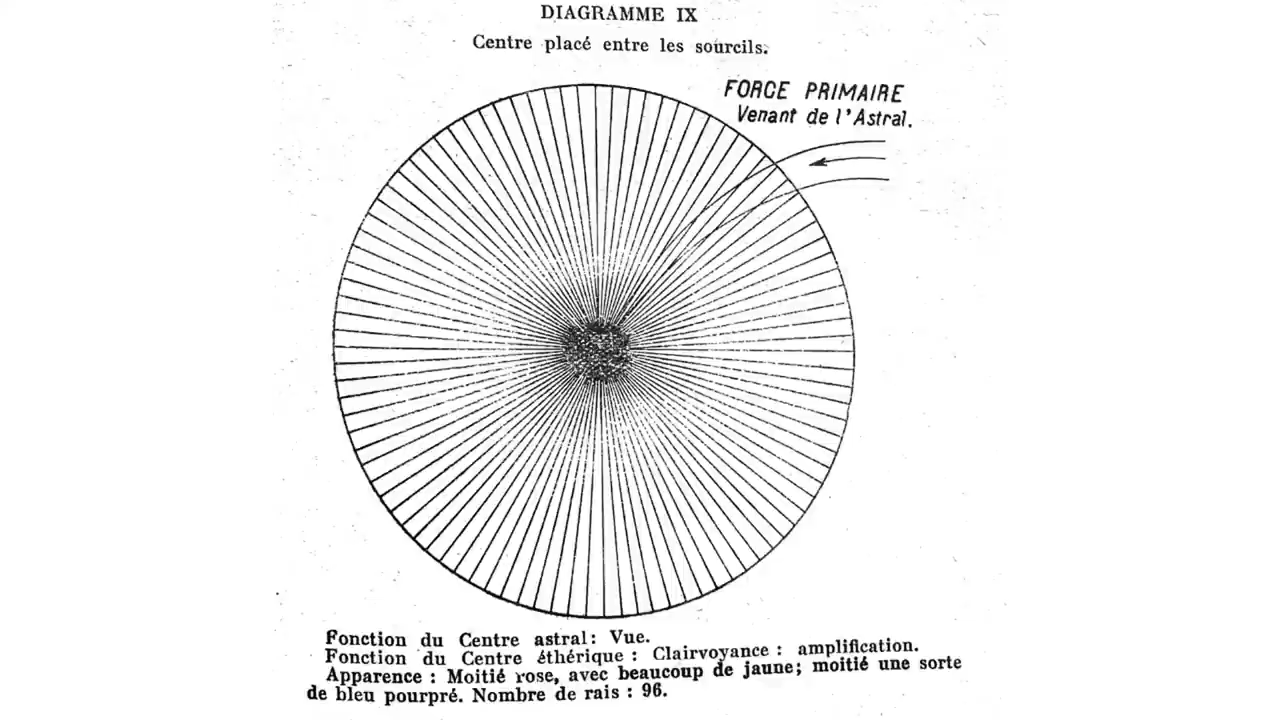 DIAGRAMME IX
Centre placé entre les sourcils.
FORCE PRIMAIRE
Venant de l'Astral.
Fonction du Centre astral: Vue.
Fonction du Centre éthérique : Clairvoyance : amplification.
Apparence : Moitié rose, avec beaucoup de jaune; moitié une sorte
de bleu pourpré. Nombre de rais : 96.